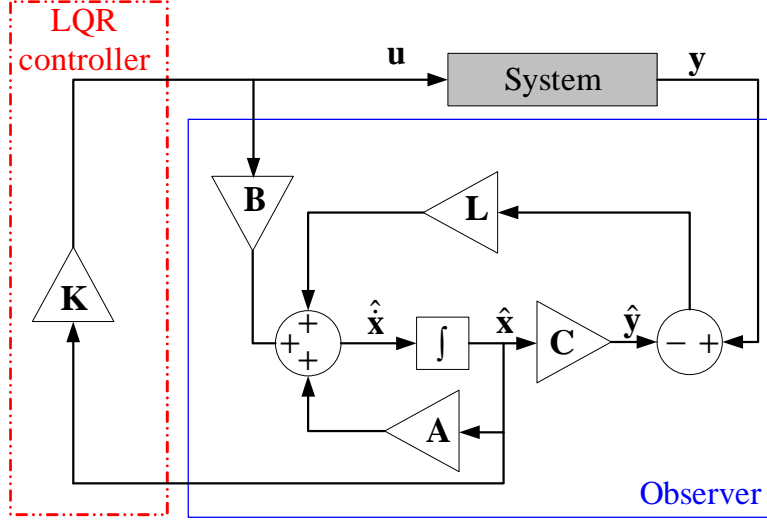 LQR
controller
u
System
y
B
L
K
+
+
+
ẋ̂
∫
x̂
C
ŷ
− +
A
Observer